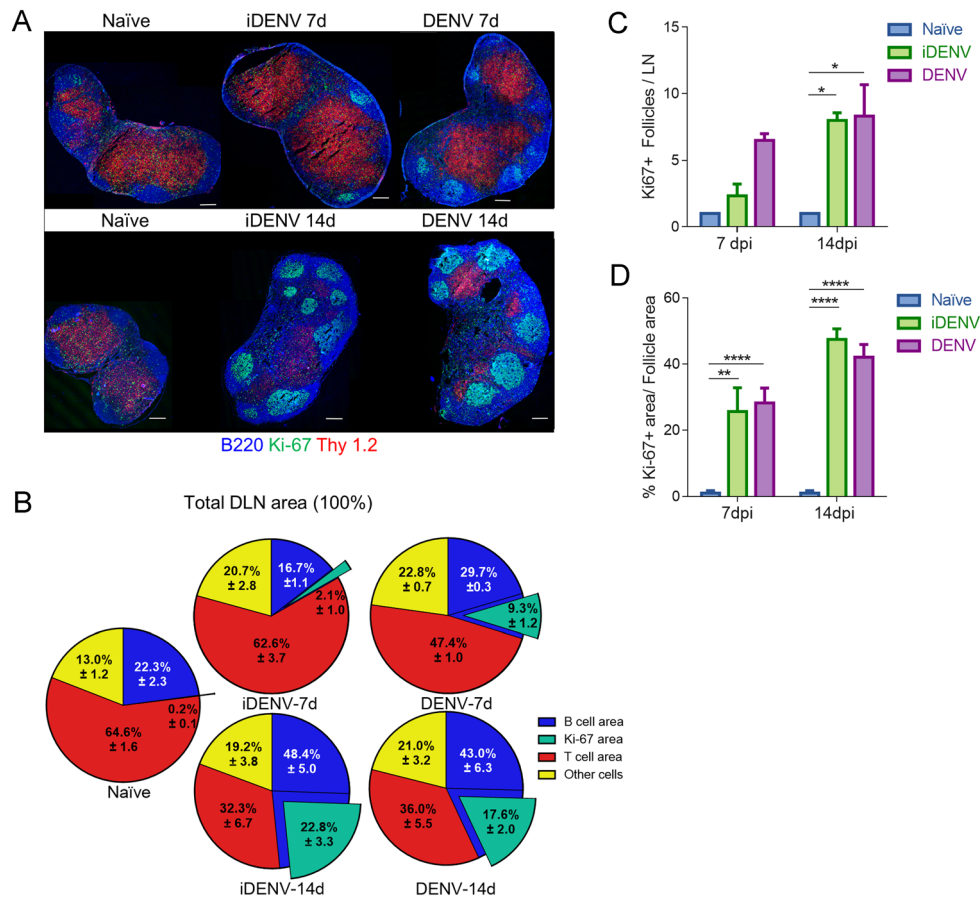 A
Naïve
iDENV 7d
DENV 7d
Naïve
iDENV 14d
DENV 14d
B220 Ki-67 Thy 1.2
B
Total DLN area (100%)
20.7%
± 2.8
16.7%
±1.1
2.1%
± 1.0
62.6%
± 3.7
iDENV-7d
22.8%
± 0.7
29.7%
±0.3
9.3%
± 1.2
47.4%
± 1.0
DENV-7d
13.0%
± 1.2
22.3%
± 2.3
0.2%
± 0.1
64.6%
± 1.6
Naïve
19.2%
± 3.8
48.4%
± 5.0
32.3%
± 6.7
22.8%
± 3.3
iDENV-14d
21.0%
± 3.2
43.0%
± 6.3
36.0%
± 5.5
17.6%
± 2.0
DENV-14d
B cell area
Ki-67 area
T cell area
Other cells
C
Ki67+ Follicles / LN
15
10
5
0
*
*
7 dpi
14dpi
Naïve
iDENV
DENV
D
% Ki-67+ area/ Follicle area
60
40
20
0
****
**
****
****
7dpi
14dpi
Naïve
iDENV
DENV